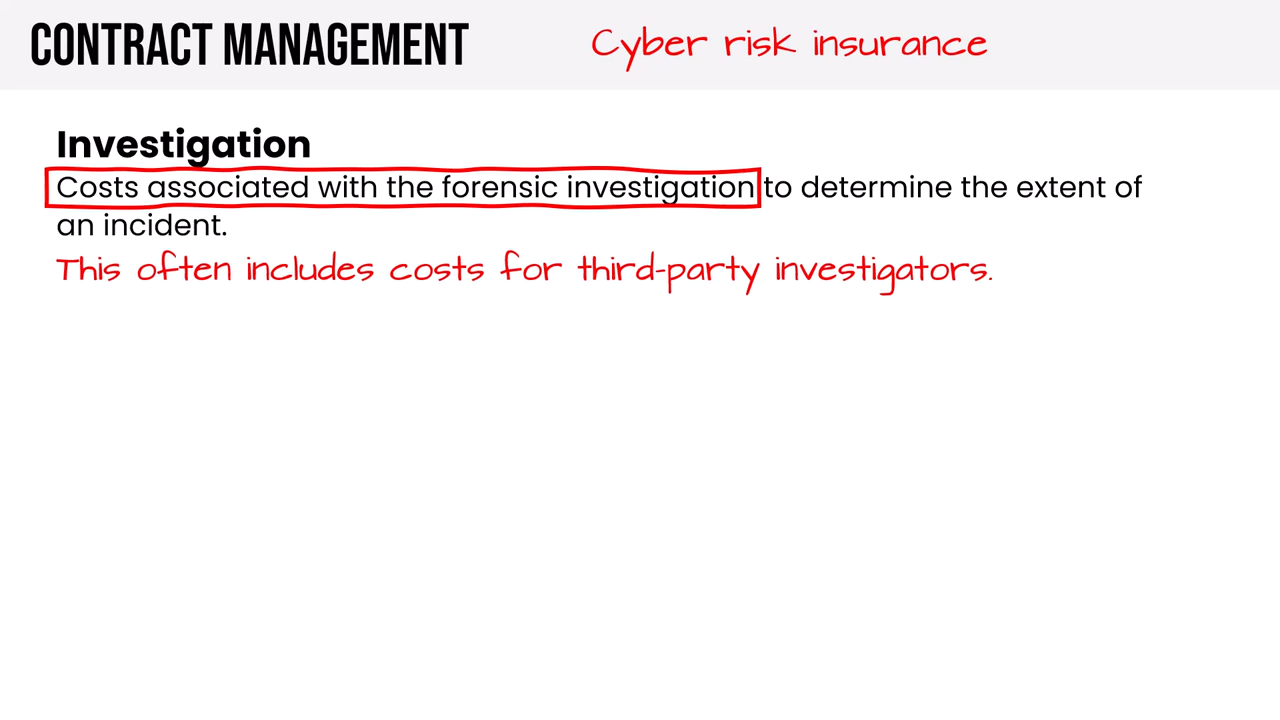 CONTRACT MANAGEMENT
Cyber risk insurance
Investigation
Costs associated with the forensic investigation to determine the extent of
an incident.
This often includes costs for third-party investigators.